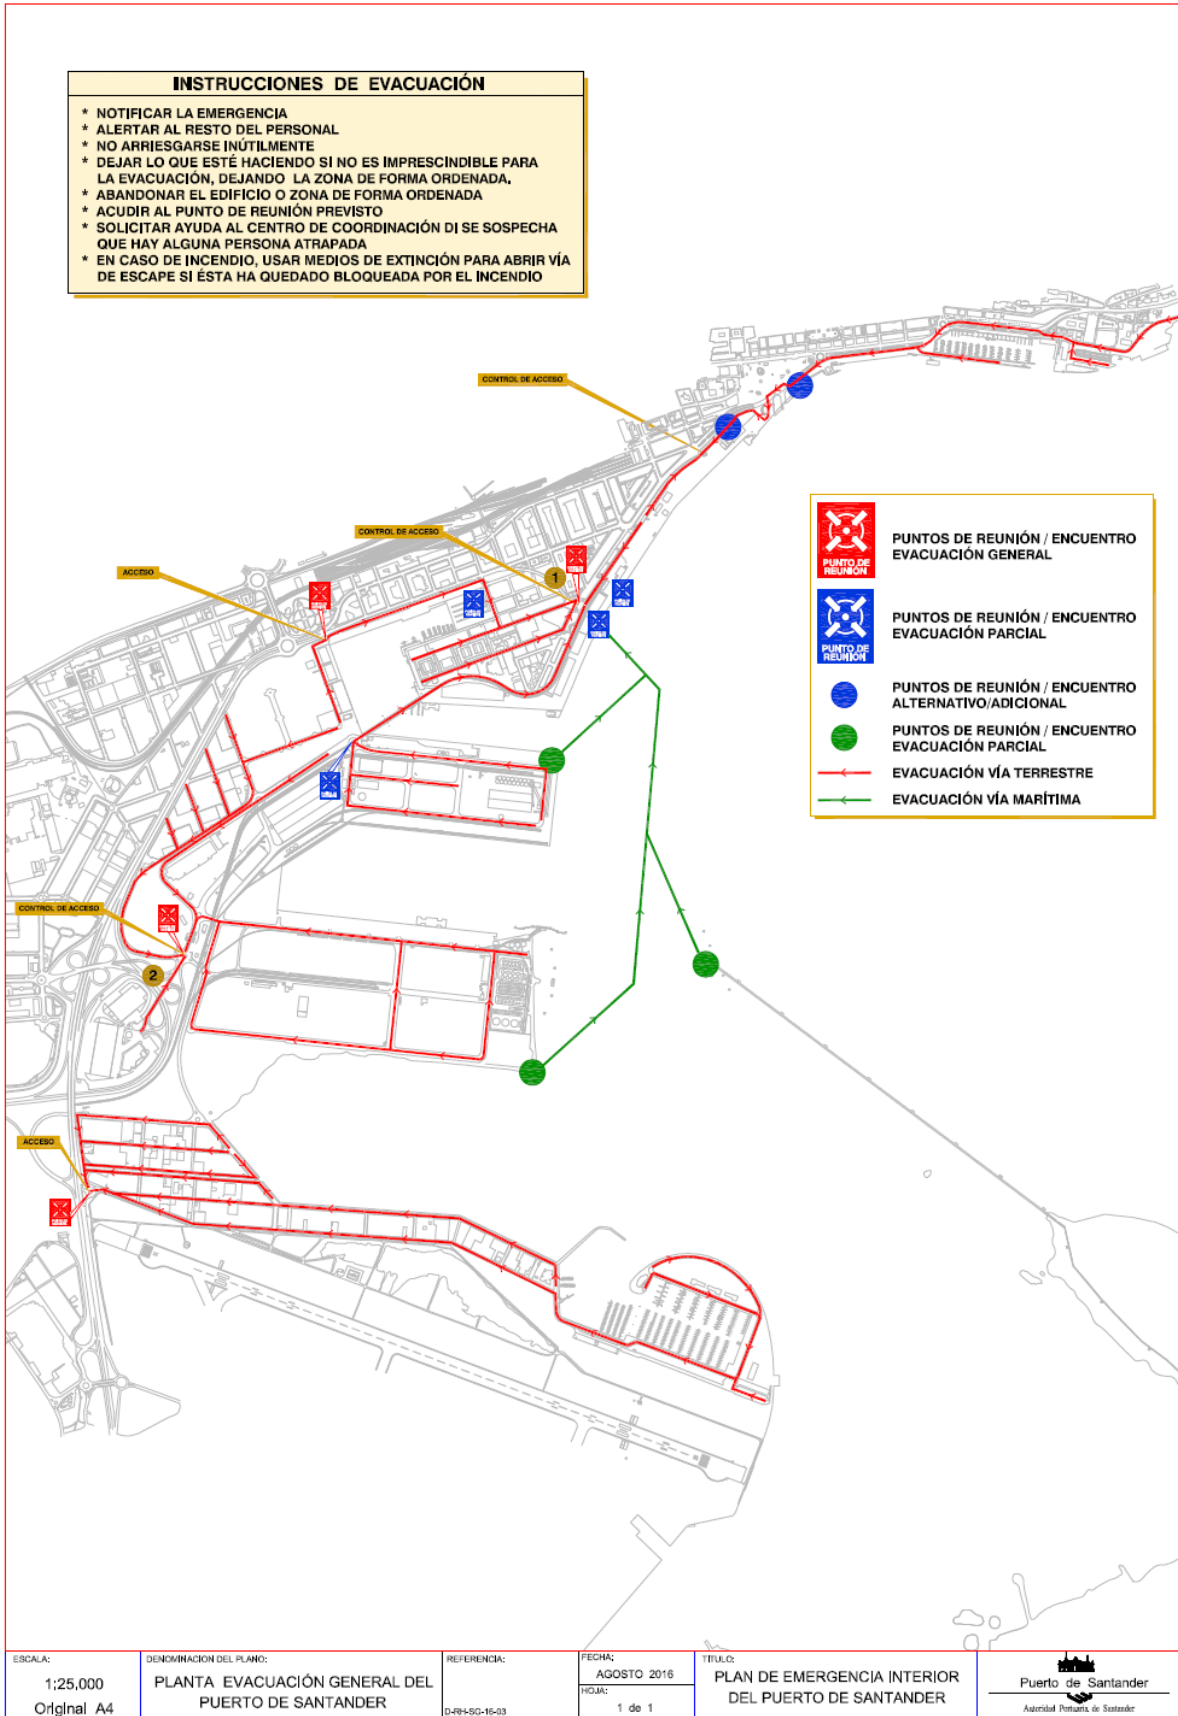 INSTRUCCIONES DE EVACUACIÓN
* NOTIFICAR LA EMERGENCIA
* ALERTAR AL RESTO DEL PERSONAL
* NO ARRIESGARSE INÚTILMENTE
* DEJAR LO QUE ESTÉ HACIENDO SI NO ES IMPRESCINDIBLE PARA
LA EVACUACIÓN, DEJANDO LA ZONA DE FORMA ORDENADA.
* ABANDONAR EL EDIFICIO O ZONA DE FORMA ORDENADA
* ACUDIR AL PUNTO DE REUNIÓN PREVISTO
* SOLICITAR AYUDA AL CENTRO DE COORDINACIÓN DI SE SOSPECHA
QUE HAY ALGUNA PERSONA ATRAPADA
* EN CASO DE INCENDIO, USAR MEDIOS DE EXTINCIÓN PARA ABRIR VÍA
DE ESCAPE SI ÉSTA HA QUEDADO BLOQUEADA POR EL INCENDIO
CONTROL DE ACCESO
CONTROL DE ACCESO
ACCESO
1
PUNTO DE
REUNIÓN
PUNTOS DE REUNIÓN / ENCUENTRO
EVACUACIÓN GENERAL
PUNTO DE
REUNIÓN
PUNTOS DE REUNIÓN / ENCUENTRO
EVACUACIÓN PARCIAL
PUNTOS DE REUNIÓN / ENCUENTRO
ALTERNATIVO/ADICIONAL
PUNTOS DE REUNIÓN / ENCUENTRO
EVACUACIÓN PARCIAL
EVACUACIÓN VÍA TERRESTRE
EVACUACIÓN VÍA MARÍTIMA
CONTROL DE ACCESO
2
ACCESO
ESCALA:
1:25,000
Original A4
DENOMINACION DEL PLANO:
PLANTA EVACUACIÓN GENERAL DEL
PUERTO DE SANTANDER
REFERENCIA:
D-RH-SG-16-03
FECHA:
AGOSTO 2016
HOJA:
1 de 1
TITULO:
PLAN DE EMERGENCIA INTERIOR
DEL PUERTO DE SANTANDER
Puerto de Santander
Autoridad Portuaria de Santander